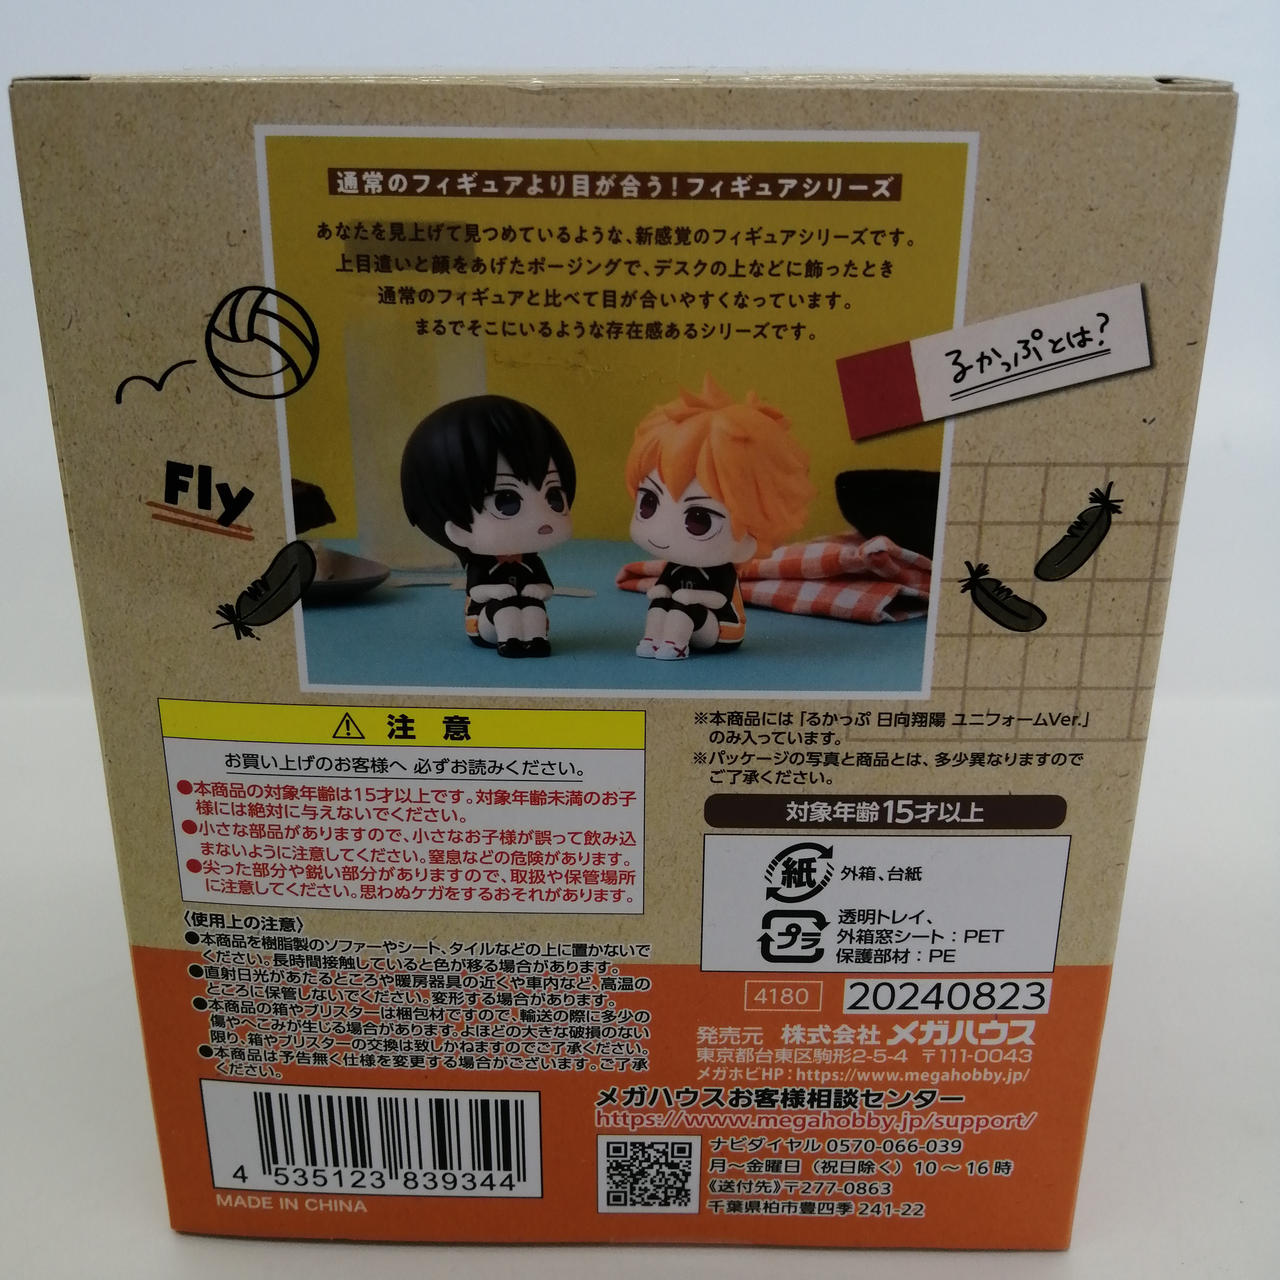 通常のフィギュアより目が合う！フィギュアシリーズ
あなたを見上げて見つめているような、新感覚のフィギュアシリーズです。
上目遣いと顔をあげたポージングで、デスクの上などに飾ったとき
通常のフィギュアと比べて目が合いやすくなっています。
まるでそこにいるような存在感あるシリーズです。
るかっぷとは？
Fly
9
10
注意
お買い上げのお客様へ 必ずお読みください。
●本商品の対象年齢は15才以上です。対象年齢未満のお子
様には絶対に与えないでください。
●小さな部品がありますので、小さなお子様が誤って飲み込
まないように注意してください。窒息などの危険があります。
●尖った部分や鋭い部分がありますので、取扱や保管場所
に注意してください。思わぬケガをするおそれがあります。
〈使用上の注意〉
●本商品を樹脂製のソファーやシート、タイルなどの上に置かないで
ください。長時間接触していると色が移る場合があります。
●直射日光があたるところや暖房器具の近くや車内など、高温の
ところに保管しないでください。変形する場合があります。
●本商品の箱やブリスターは梱包材ですので、輸送の際に多少の
傷やへこみが生じる場合があります。よほどの大きな破損のない
限り、箱やブリスターの交換は致しかねますのでご了承ください。
●本商品は予告無く仕様を変更する場合がございます。ご了承
ください。
4 535123 839344
MADE IN CHINA
※本商品には「るかっぷ 日向翔陽 ユニフォームVer.」
のみ入っています。
※パッケージの写真と商品とは、多少異なりますので
ご了承ください。
対象年齢15才以上
紙 外箱、台紙
プラ 透明トレイ、
外箱窓シート：PET
保護部材：PE
4180 20240823
発売元 株式会社 メガハウス
東京都台東区駒形2-5-4 〒111-0043
メガホビHP：https://www.megahobby.jp/
メガハウスお客様相談センター
https://www.megahobby.jp/support/
ナビダイヤル 0570-066-039
月～金曜日（祝日除く）10～16時
《送付先》〒277-0863
千葉県柏市豊四季241-22